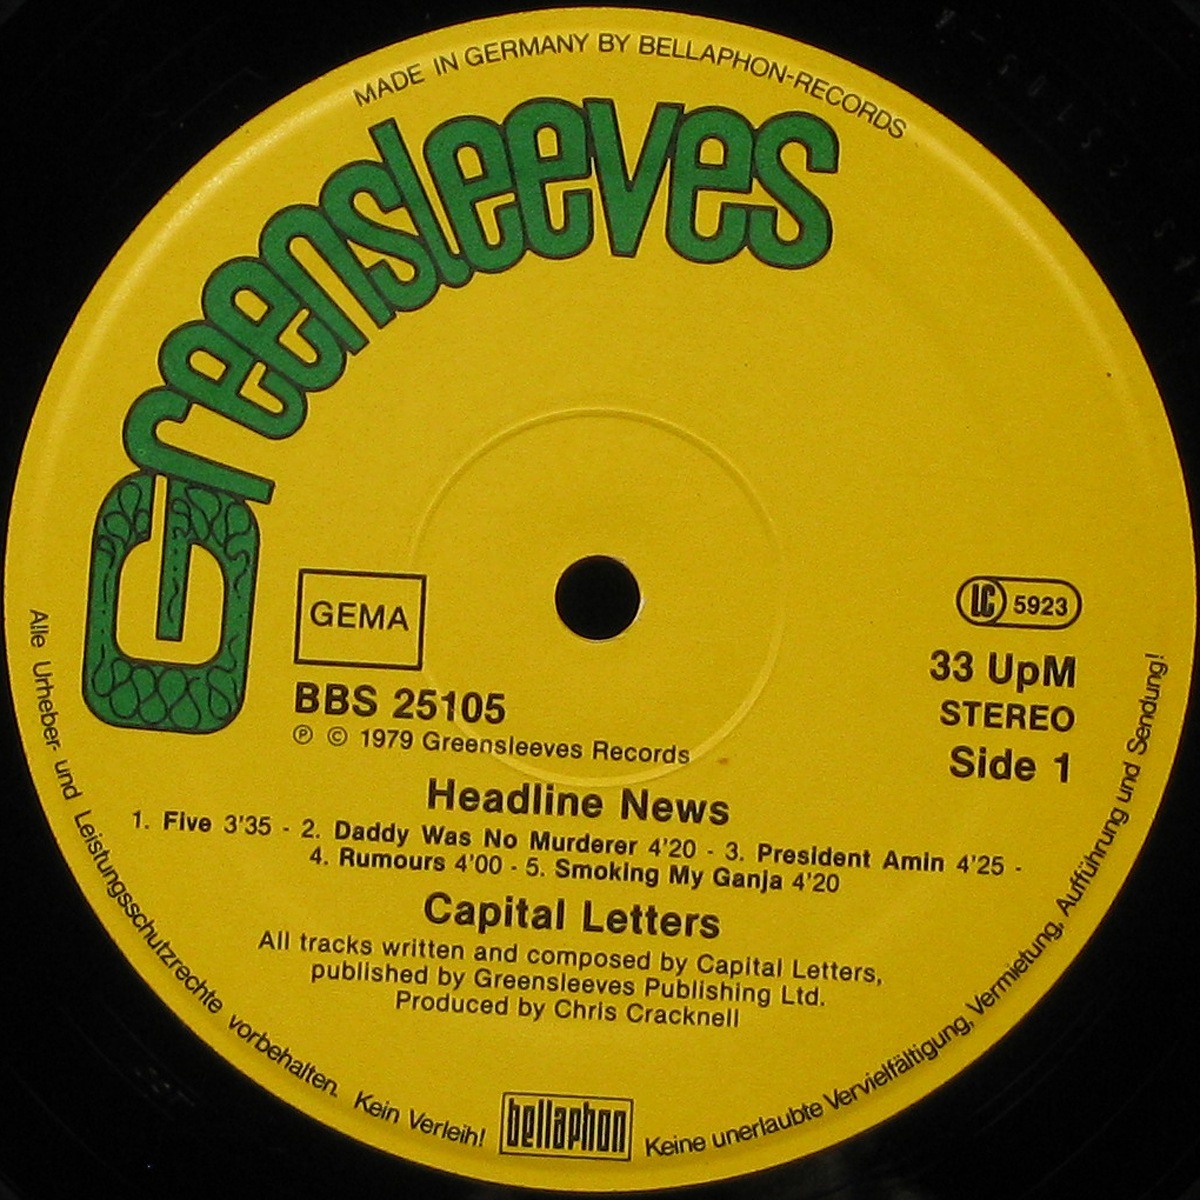 MADE IN GERMANY BY BELLAPHON-RECORDS
Greensleeves
GEMA
LC 5923
BBS 25105
33 UpM
℗ © 1979 Greensleeves Records
STEREO
Side 1
Headline News
1. Five 3'35 - 2. Daddy Was No Murderer 4'20 - 3. President Amin 4'25 -
4. Rumours 4'00 - 5. Smoking My Ganja 4'20
Capital Letters
All tracks written and composed by Capital Letters,
published by Greensleeves Publishing Ltd.
Produced by Chris Cracknell
Alle Urheber- und Leistungsschutzrechte vorbehalten. Kein Verleih!
bellaphon
Keine unerlaubte Vervielfältigung, Vermietung, Aufführung und Sendung!